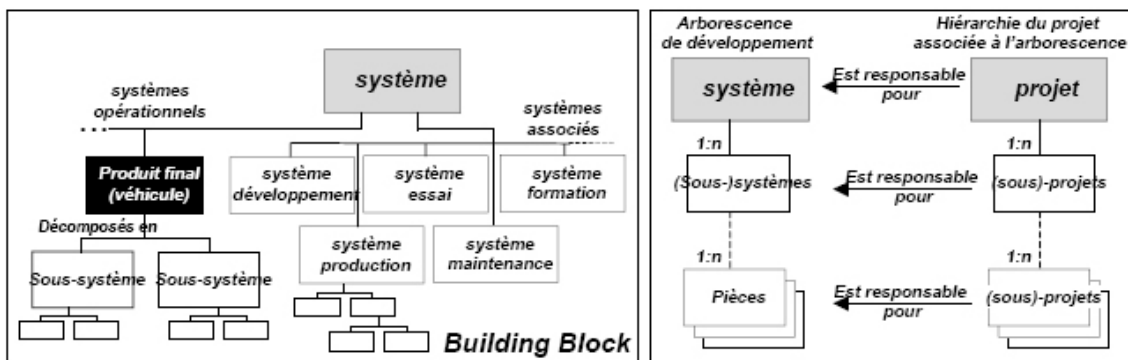 système
systèmes
opérationnels
...
systèmes
associés
Produit final
(véhicule)
système
développement
système
essai
système
formation
Décomposés en
Sous-système
Sous-système
système
production
système
maintenance
Building Block
Arborescence
de développement
Hiérarchie du projet
associée à l'arborescence
système
Est responsable
pour
projet
1:n
1:n
(Sous-)systèmes
Est responsable
pour
(sous)-projets
1:n
1:n
Pièces
Est responsable
pour
(sous)-projets